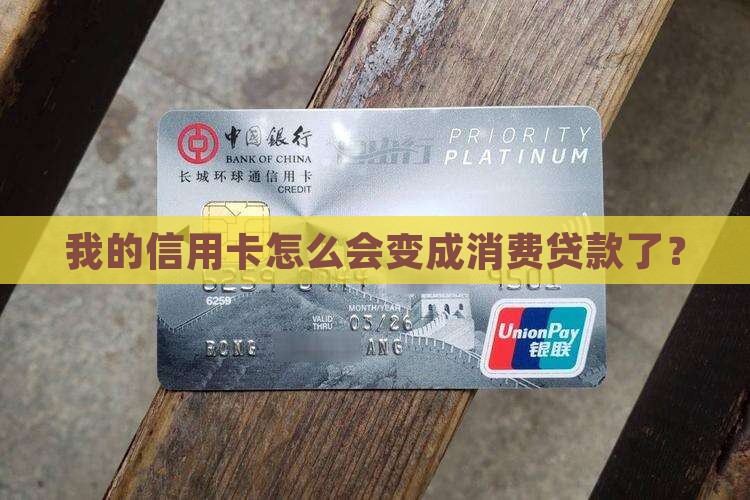 中国银行
BANK OF CHINA
长城环球通信用卡
CREDIT
PRIORITY
PLATINUM
我的信用卡怎么会变成消费贷款了？
6259
MONTH/YEAR
VALID
THRU
05/26
UnionPay
银联